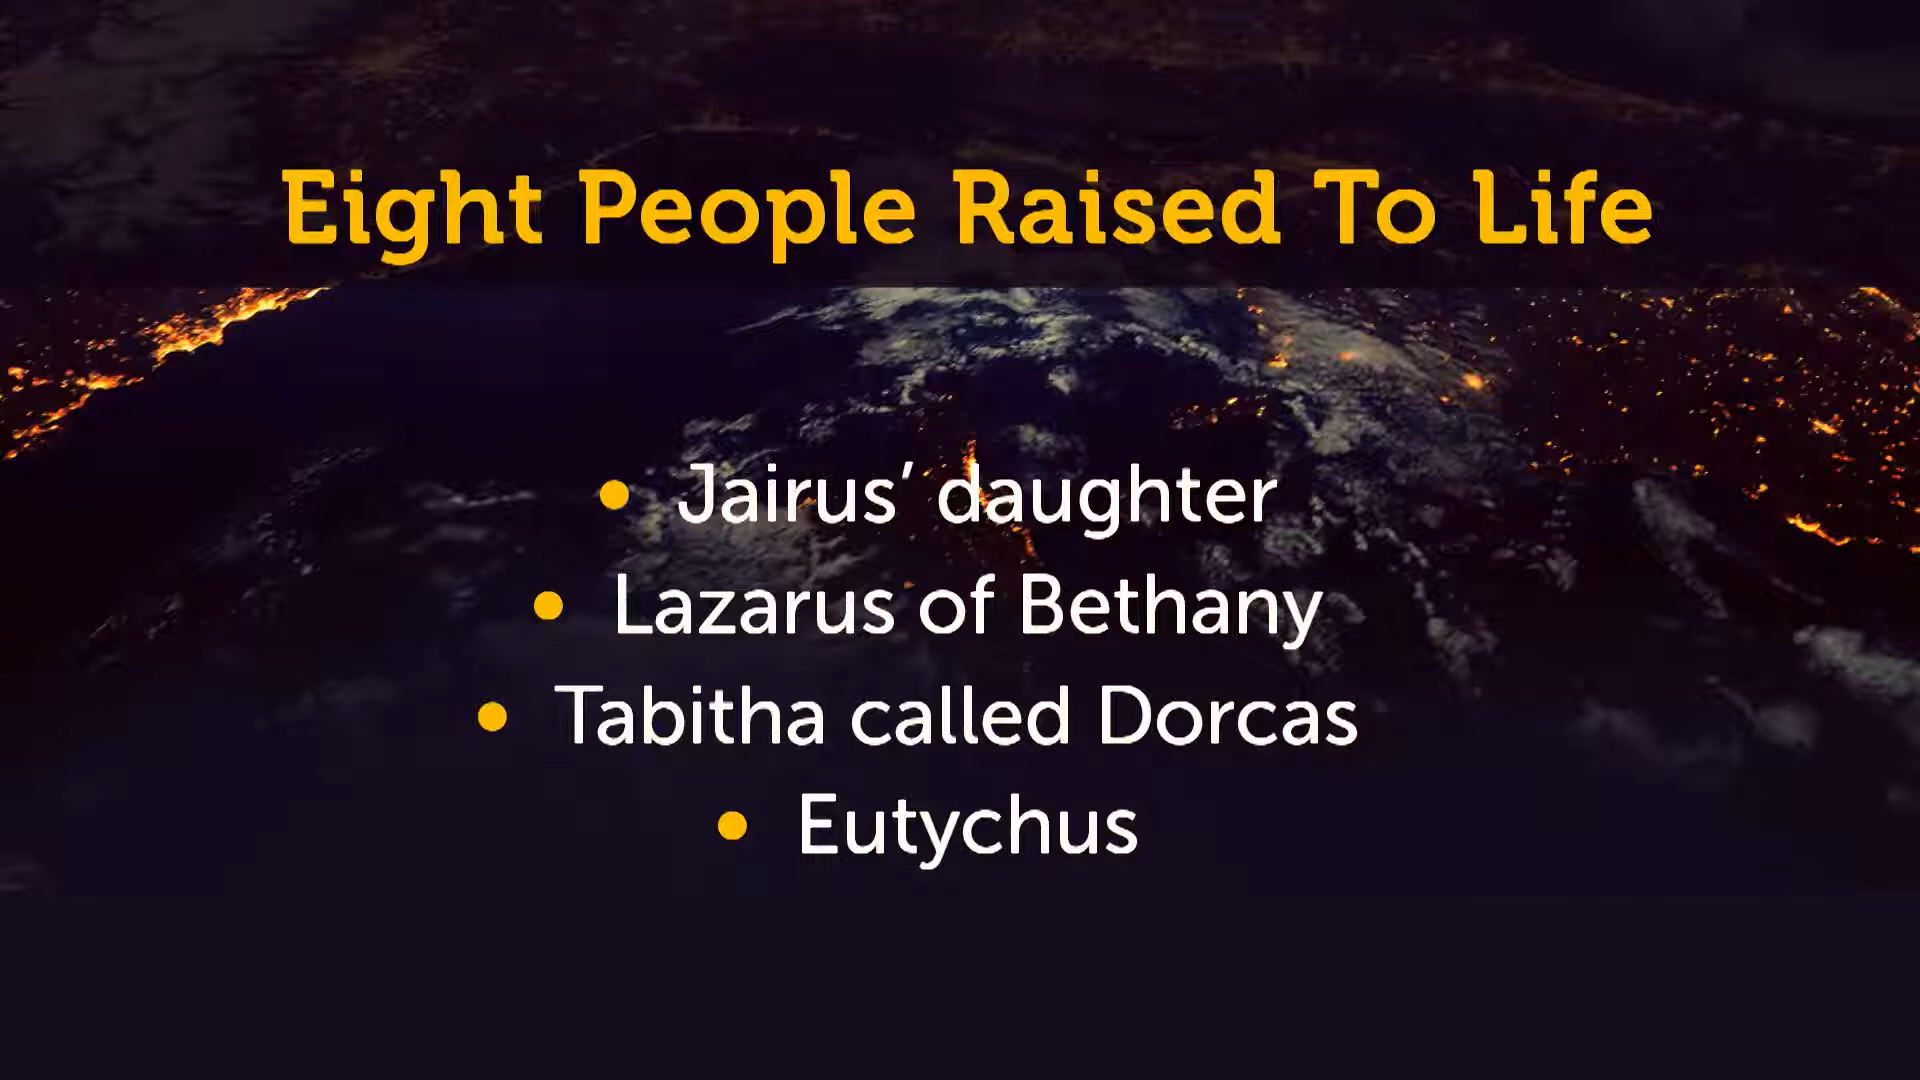 Eight People Raised To Life
• Jairus’ daughter
• Lazarus of Bethany
• Tabitha called Dorcas
• Eutychus